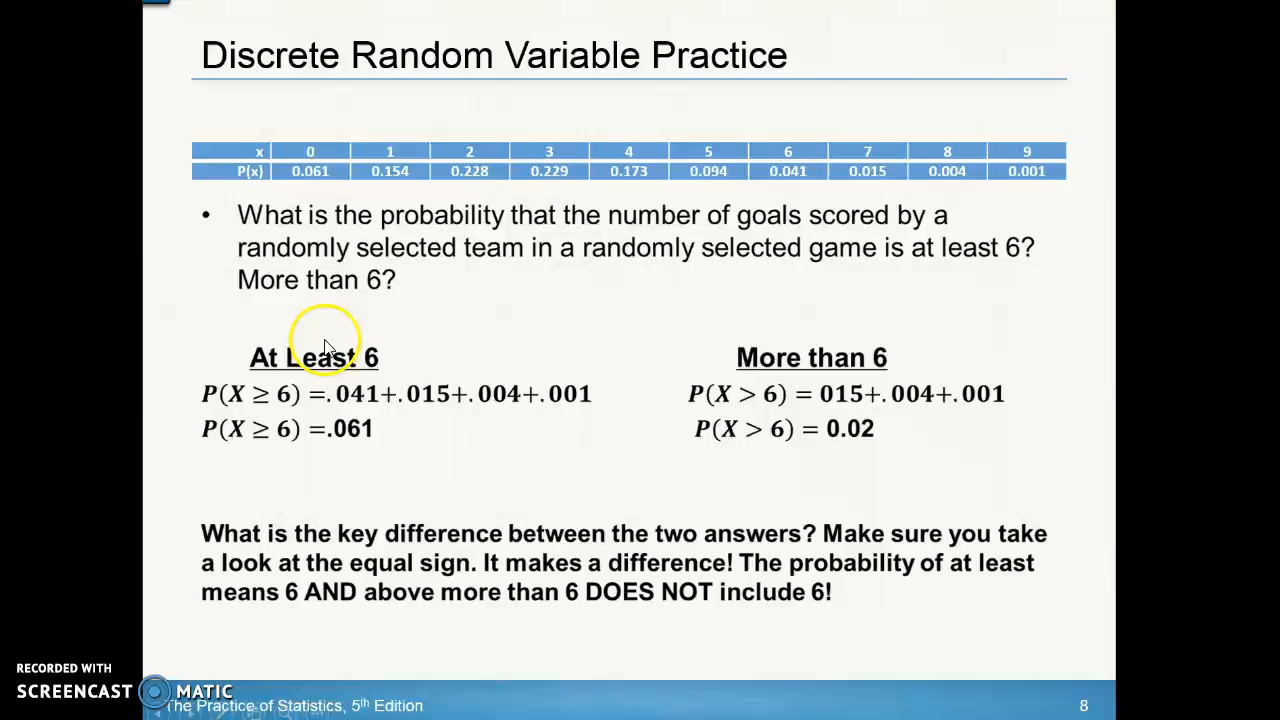 Discrete Random Variable Practice
x 0 1 2 3 4 5 6 7 8 9
P(x) 0.061 0.154 0.228 0.229 0.173 0.094 0.041 0.015 0.004 0.001
• What is the probability that the number of goals scored by a
randomly selected team in a randomly selected game is at least 6?
More than 6?
At Least 6
P(X ≥ 6) =.041+.015+.004+.001
P(X ≥ 6) =.061
More than 6
P(X > 6) = 015+.004+.001
P(X > 6) = 0.02
What is the key difference between the two answers? Make sure you take
a look at the equal sign. It makes a difference! The probability of at least
means 6 AND above more than 6 DOES NOT include 6!
RECORDED WITH
SCREENCAST MATIC
The Practice of Statistics, 5th Edition
8